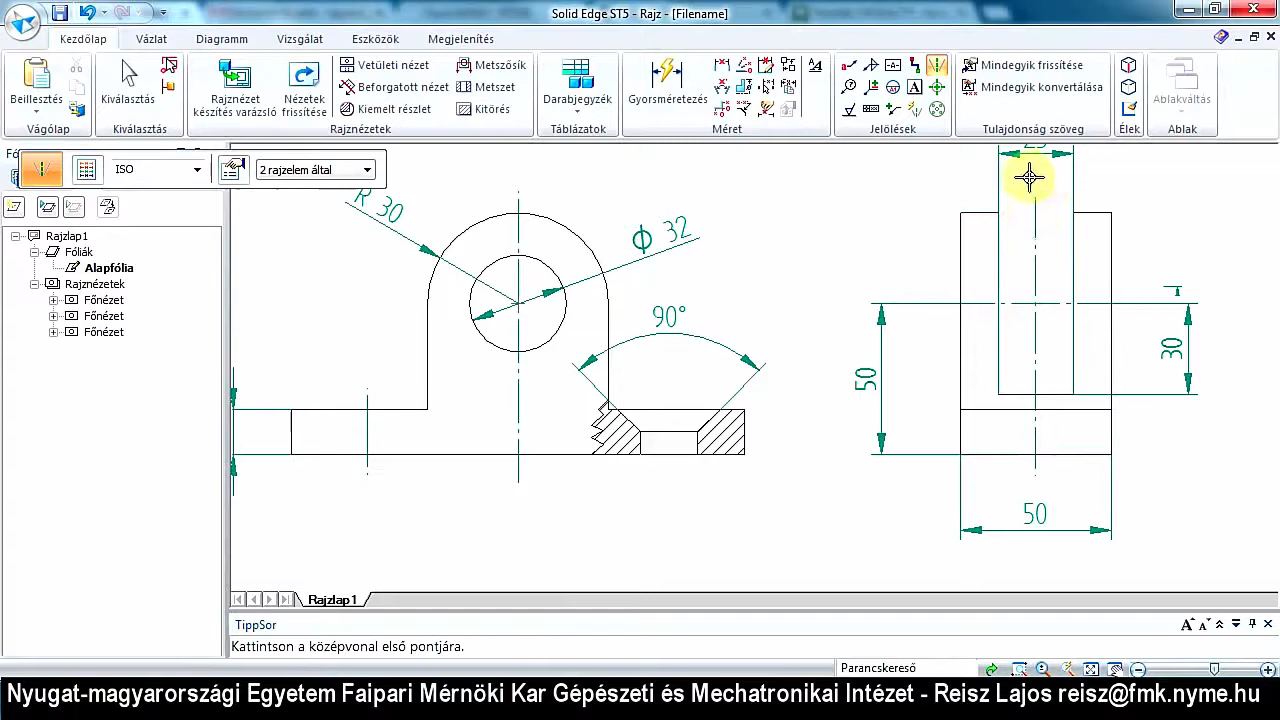 Solid Edge ST5 - Rajz - [Filename]
Kezdőlap
Vázlat
Diagramm
Vizsgálat
Eszközök
Megjelenítés
Beillesztés
Vágólap
Kiválasztás
Kiválasztás
Rajznézet
készítés varázsló
Nézetek
frissítése
Vetületi nézet
Beforgatott nézet
Kiemelt részlet
Metszősík
Metszet
Kitörés
Rajznézetek
Darabjegyzék
Táblázatok
Gyorsméretezés
Méret
Jelölések
Mindegyik frissítése
Mindegyik konvertálása
Tulajdonság szöveg
Élek
Ablakváltás
Ablak
ISO
2 rajzelem által
Rajzlap1
Fóliák
Alapfólia
Rajznézetek
Főnézet
Főnézet
Főnézet
R 30
ϕ 32
90°
50
30
50
Rajzlap1
TippSor
Kattintson a középvonal első pontjára.
Parancskereső
Nyugat-magyarországi Egyetem Faipari Mérnöki Kar Gépészeti és Mechatronikai Intézet - Reisz Lajos reisz@fmk.nyme.hu